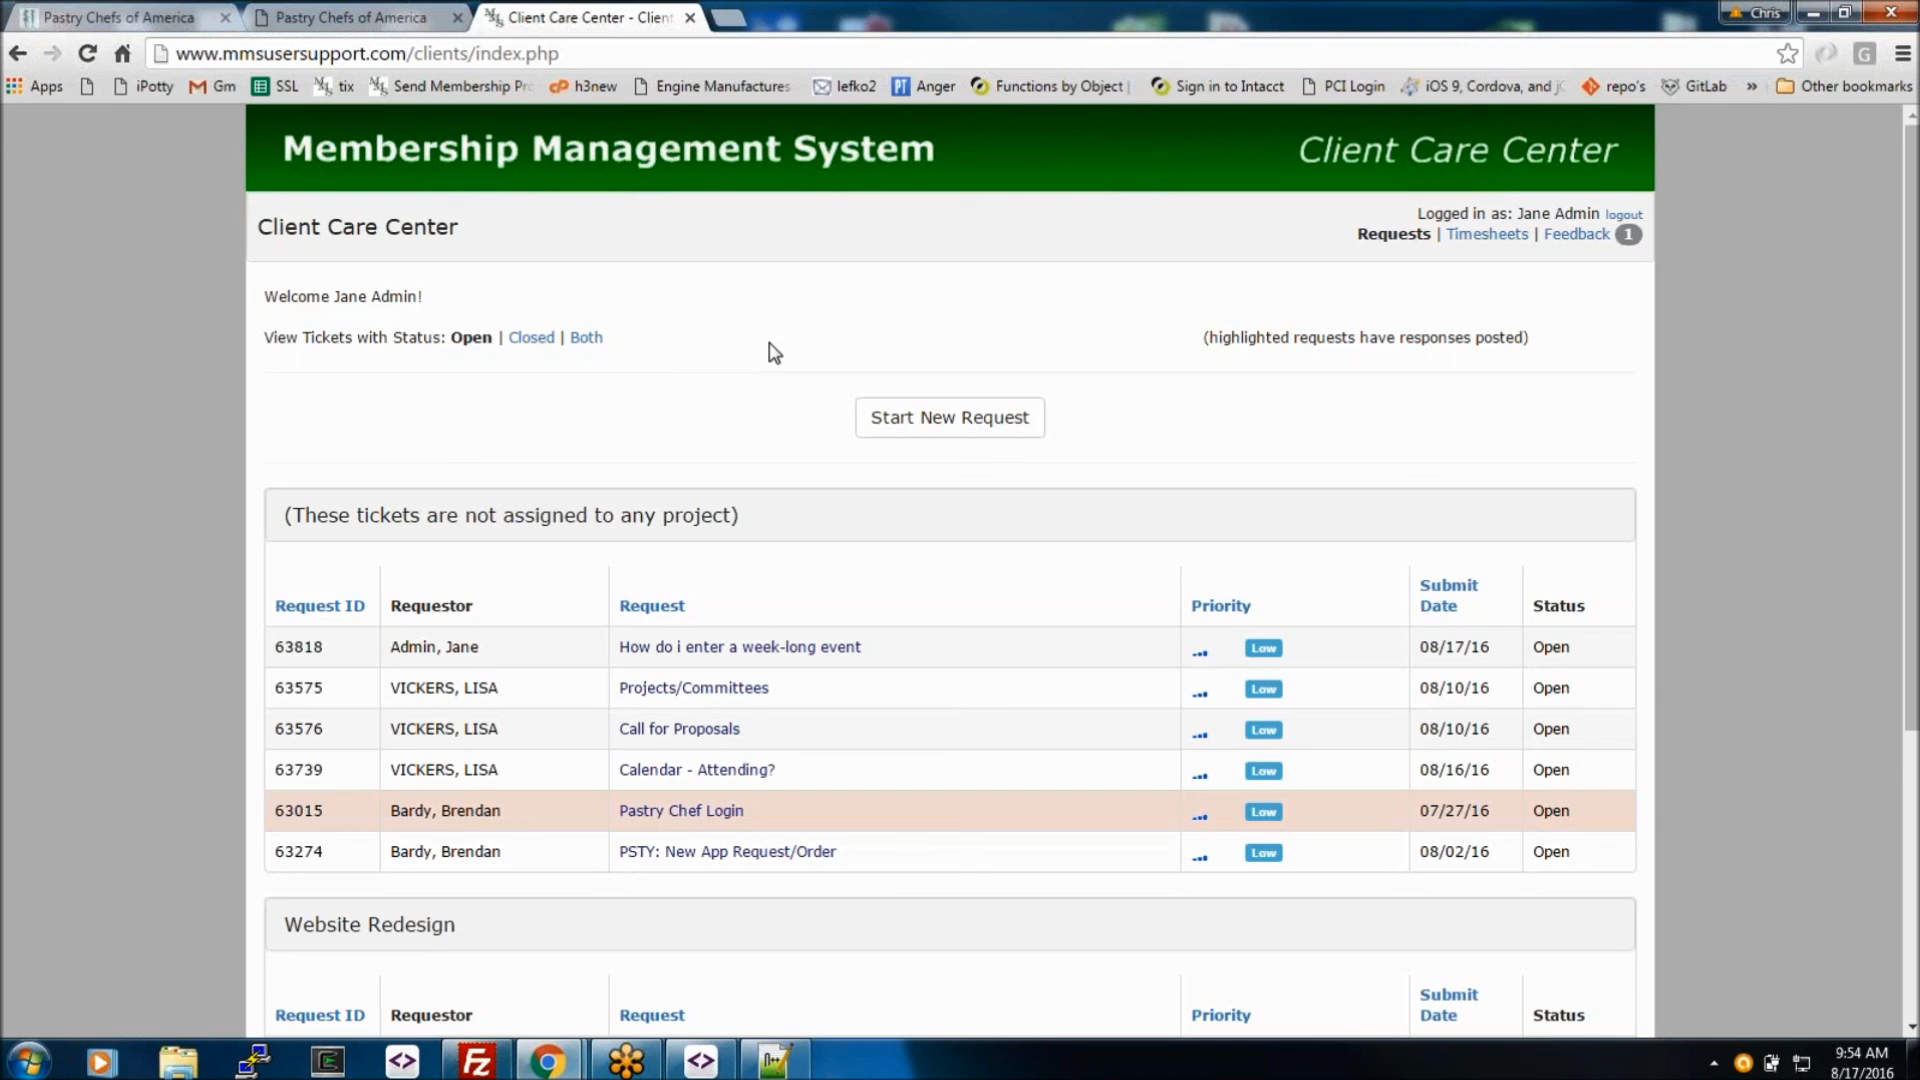 Pastry Chefs of America
Pastry Chefs of America
Client Care Center - Client
Chris
www.mmsusersupport.com/clients/index.php
Apps
iPotty
Gm
SSL
tix
Send Membership Pr
h3new
Engine Manufactures
lefko2
PT Anger
Functions by Object |
Sign in to Intacct
PCI Login
iOS 9, Cordova, and j
repo's
GitLab
»
Other bookmarks
Membership Management System
Client Care Center
Client Care Center
Logged in as: Jane Admin logout
Requests | Timesheets | Feedback 1
Welcome Jane Admin!
View Tickets with Status: Open | Closed | Both
(highlighted requests have responses posted)
Start New Request
(These tickets are not assigned to any project)
Request ID Requestor Request Priority Submit Date Status
63818 Admin, Jane How do i enter a week-long event Low 08/17/16 Open
63575 VICKERS, LISA Projects/Committees Low 08/10/16 Open
63576 VICKERS, LISA Call for Proposals Low 08/10/16 Open
63739 VICKERS, LISA Calendar - Attending? Low 08/16/16 Open
63015 Bardy, Brendan Pastry Chef Login Low 07/27/16 Open
63274 Bardy, Brendan PSTY: New App Request/Order Low 08/02/16 Open
Website Redesign
Request ID Requestor Request Priority Submit Date Status
9:54 AM
8/17/2016